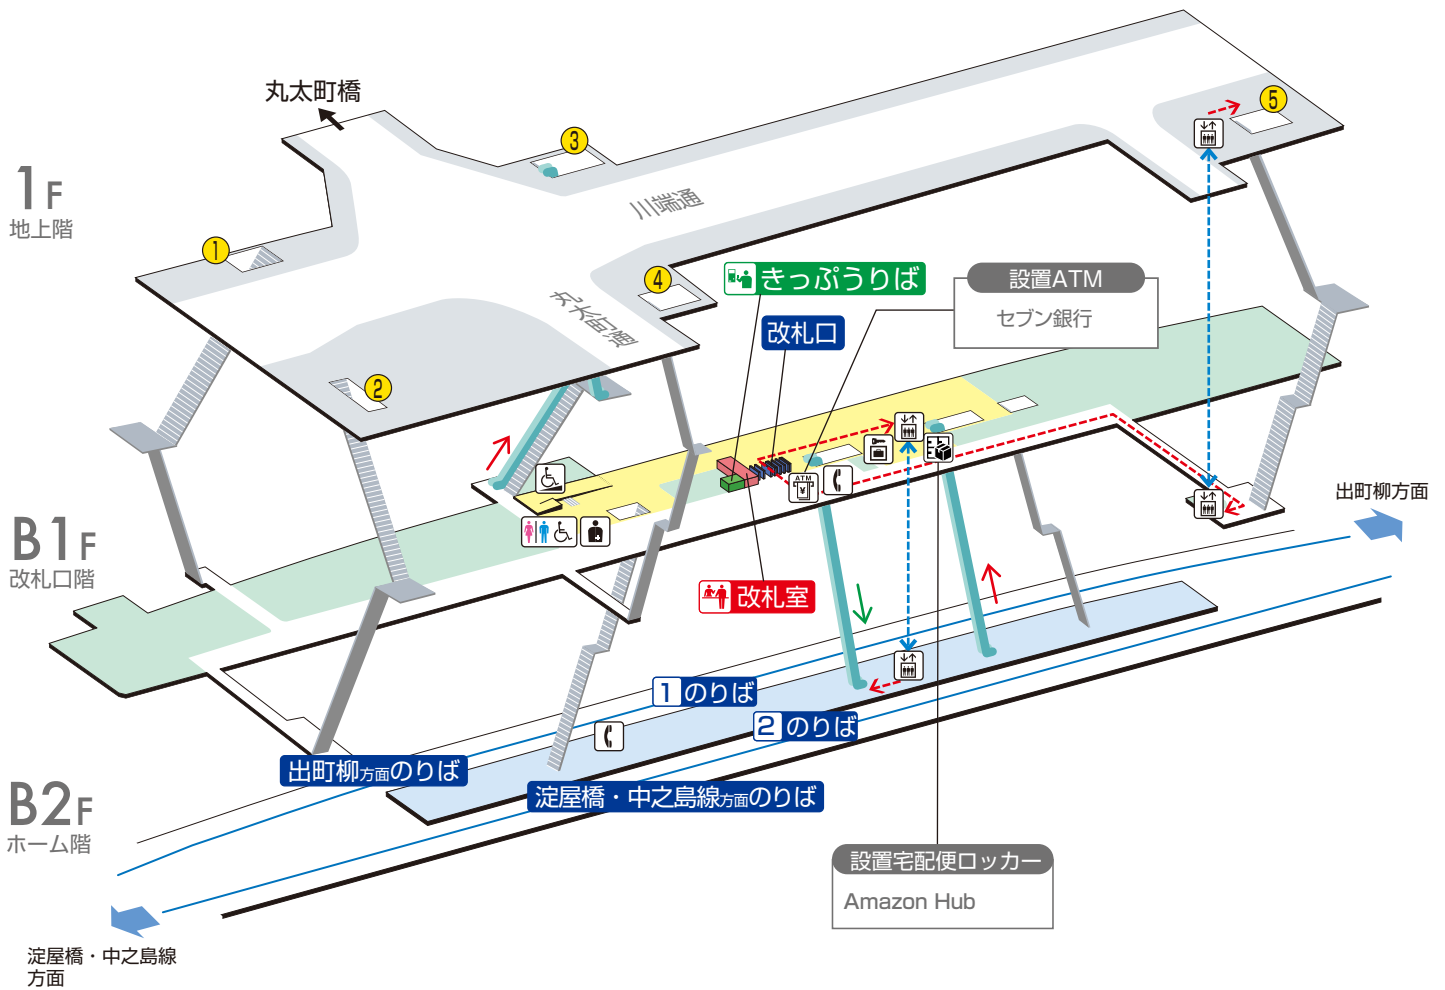 丸太町橋
1F
地上階
3
5
川端通
1
4
2
丸太町通
きっぷうりば
改札口
設置ATM
セブン銀行
ATM
¥
B1F
改札口階
出町柳方面
改札室
1 のりば
2 のりば
出町柳方面のりば
淀屋橋・中之島線方面のりば
B2F
ホーム階
設置宅配便ロッカー
Amazon Hub
淀屋橋・中之島線
方面